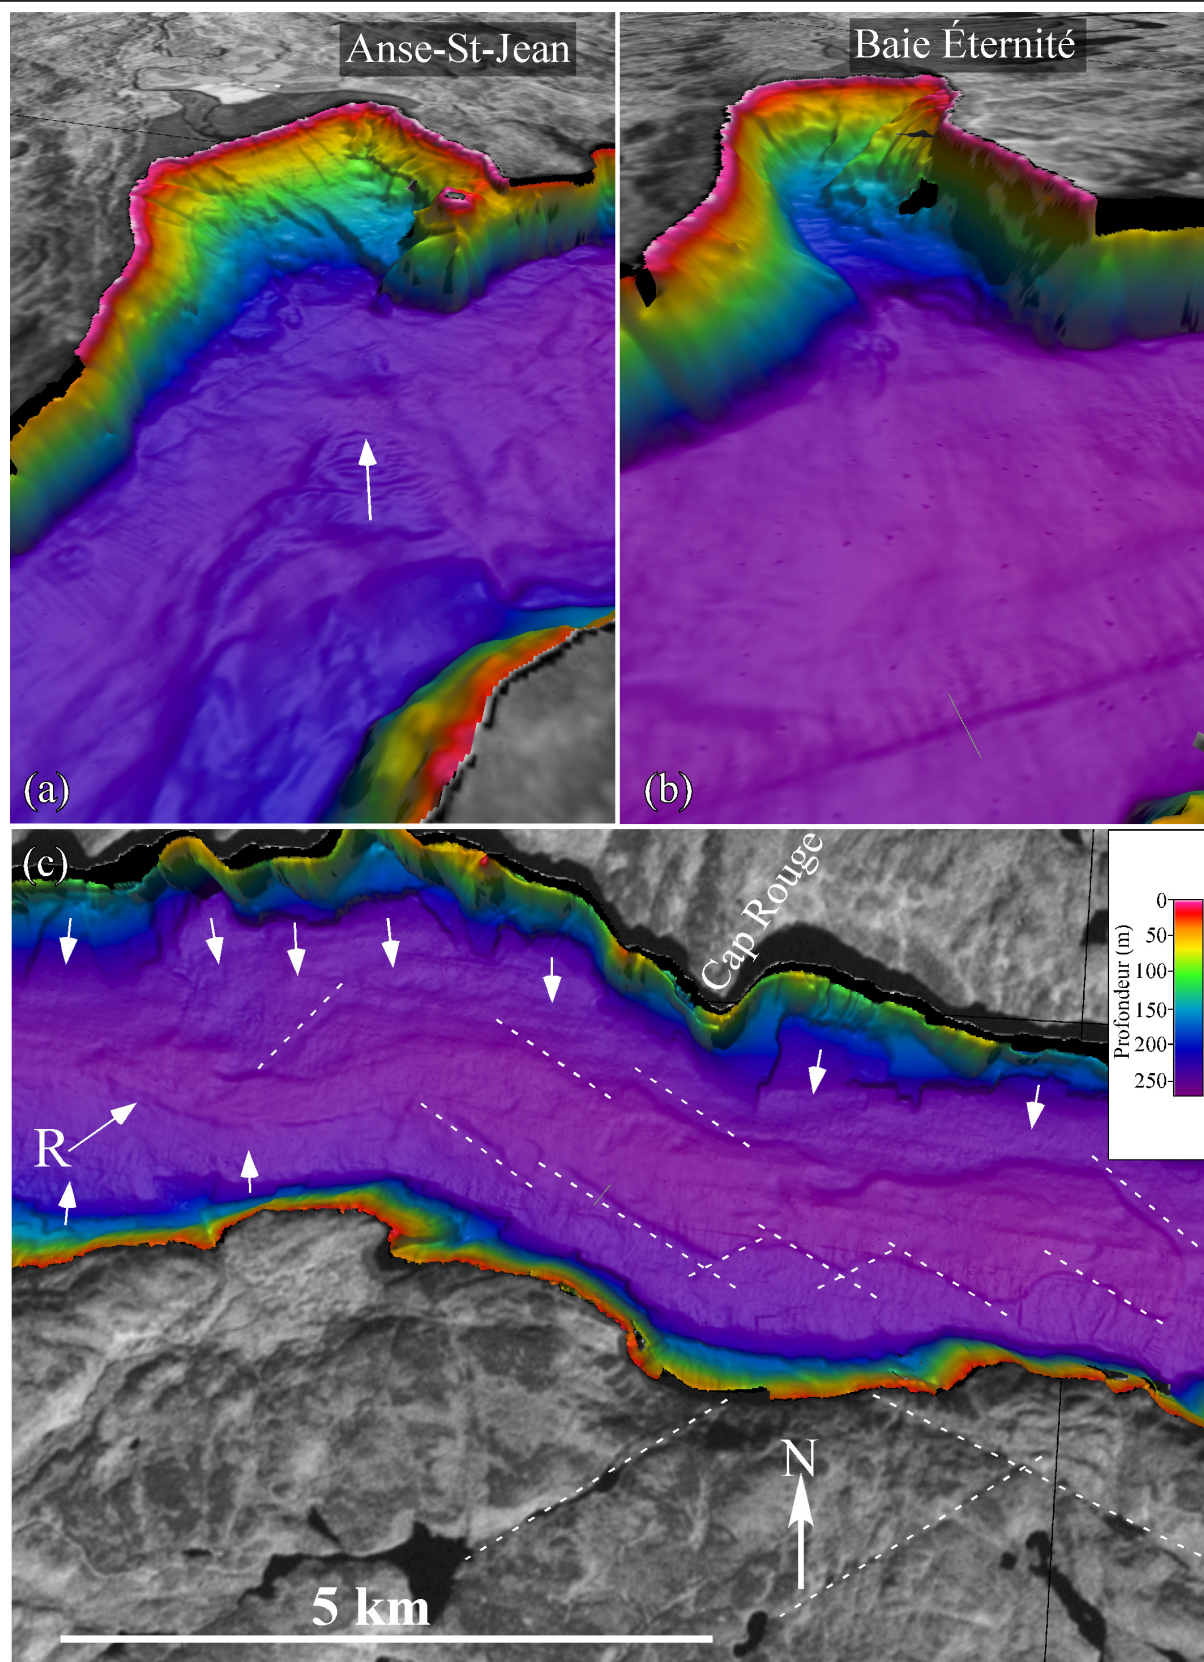 Anse-St-Jean
Baie Éternité
(a)
(b)
(c)
Cap Rouge
0
50
100
150
200
250
Profondeur (m)
R
N
5 km